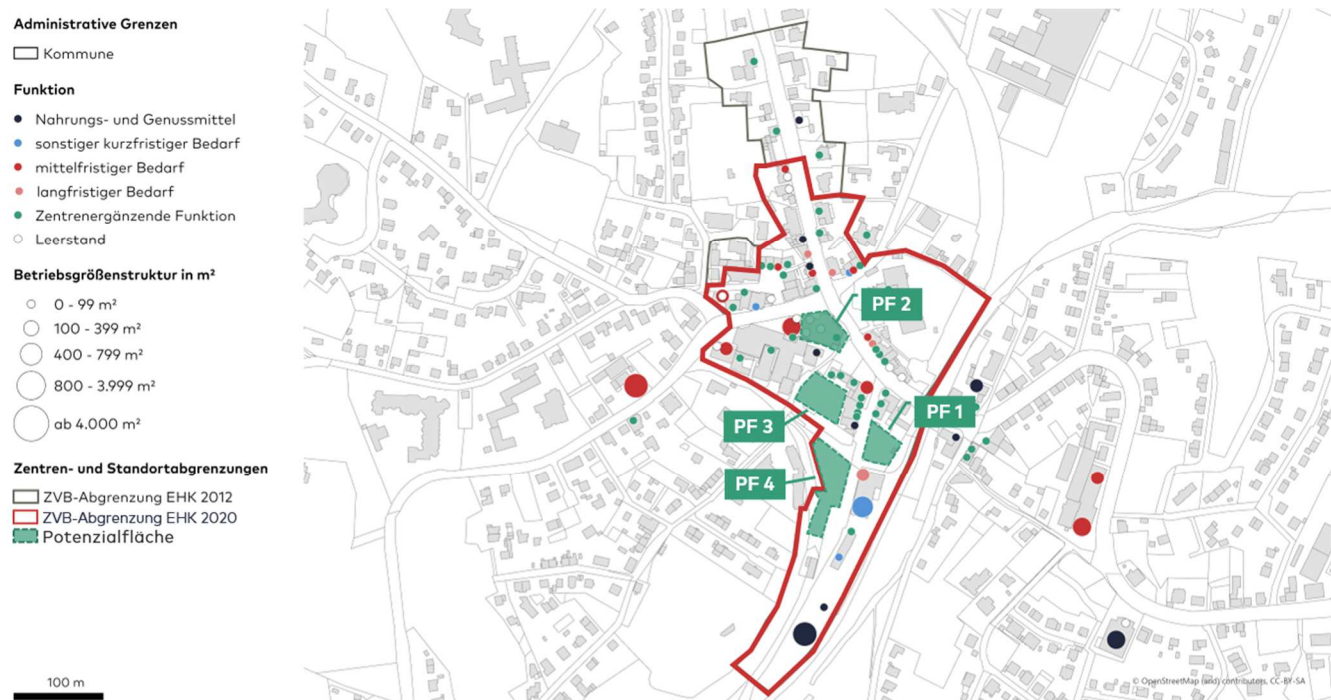 Administrative Grenzen
Kommune
Funktion
Nahrungs- und Genussmittel
sonstiger kurzfristiger Bedarf
mittelfristiger Bedarf
langfristiger Bedarf
Zentrenergänzende Funktion
Leerstand
Betriebsgrößenstruktur in m²
0 - 99 m²
100 - 399 m²
400 - 799 m²
800 - 3.999 m²
ab 4.000 m²
Zentren- und Standortabgrenzungen
ZVB-Abgrenzung EHK 2012
ZVB-Abgrenzung EHK 2020
Potenzialfläche
100 m
PF 2
PF 1
PF 3
PF 4
© OpenStreetMap (and) contributors, CC-BY-SA